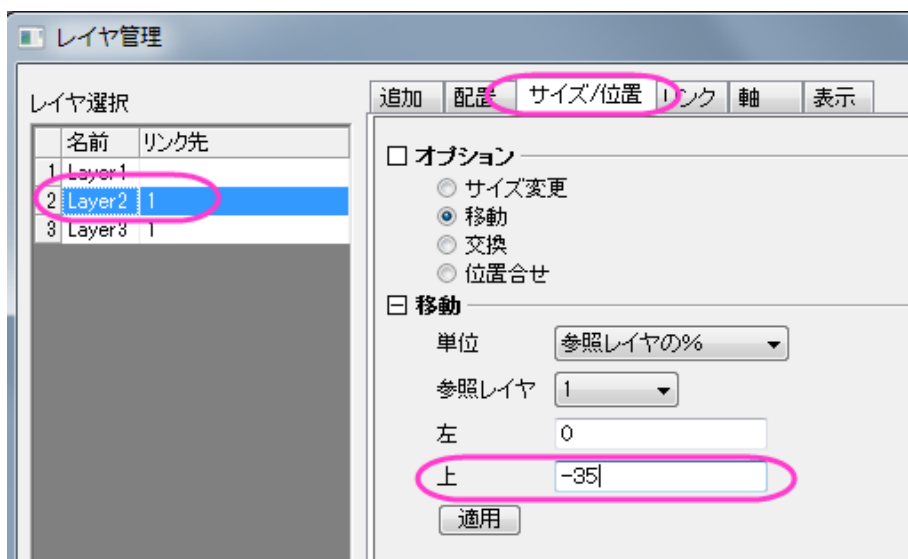 レイヤ管理
レイヤ選択
名前 リンク先
1 Layer1
2 Layer2 1
3 Layer3 1
追加 配置 サイズ/位置 リンク 軸 表示
オプション
サイズ変更
移動
交換
位置合せ
移動
単位 参照レイヤの%
参照レイヤ 1
左 0
上 -35
適用